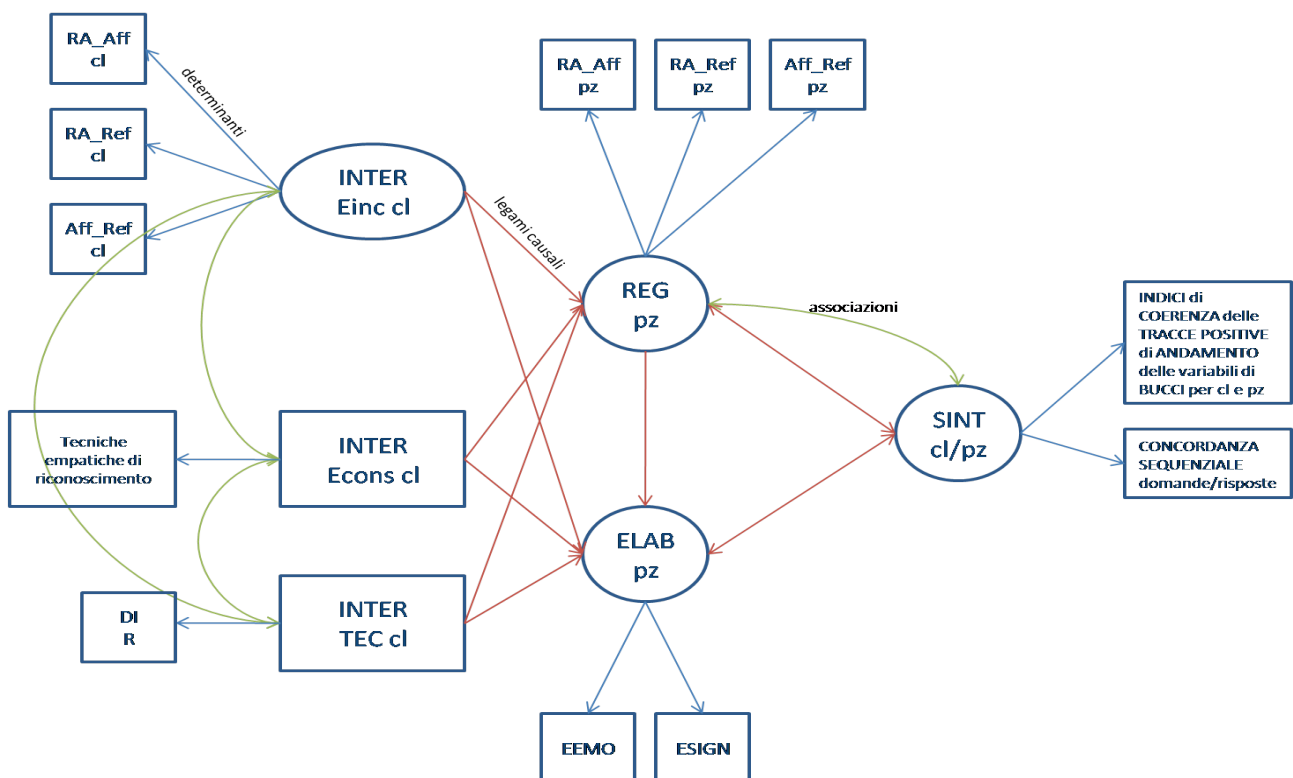 RA_Aff
cl
RA_Ref
cl
Aff_Ref
cl
determinanti
INTER
Einc cl
RA_Aff
pz
RA_Ref
pz
Aff_Ref
pz
legami causali
REG
pz
associazioni
INDICI di
COERENZA delle
TRACCE POSITIVE
di ANDAMENTO
delle variabili di
BUCCI per cl e pz
SINT
cl/pz
CONCORDANZA
SEQUENZIALE
domande/risposte
Tecniche
empatiche di
riconoscimento
INTER
Econs cl
ELAB
pz
DI
R
INTER
TEC cl
EEMO
ESIGN